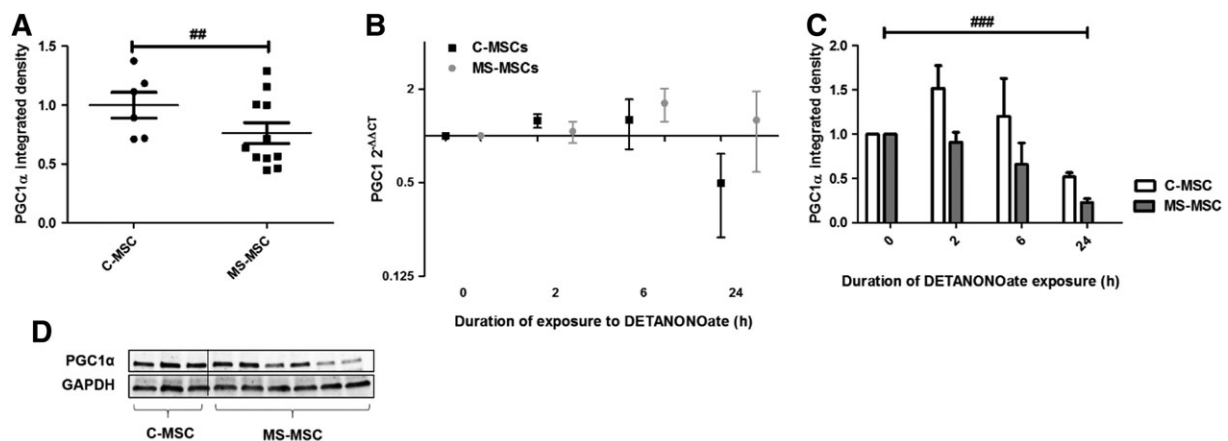 A
##
PGC1α Integrated density
1.5
1.0
0.5
0.0
C-MSC
MS-MSC
B
C-MSCs
MS-MSCs
PGC1 2-ΔΔCT
2
0.5
0.125
0
2
6
24
Duration of exposure to DETANONOate (h)
C
###
PGC1α Integrated density
2.0
1.5
1.0
0.5
0.0
0
2
6
24
C-MSC
MS-MSC
Duration of DETANONOate exposure (h)
D
PGC1α
GAPDH
C-MSC
MS-MSC